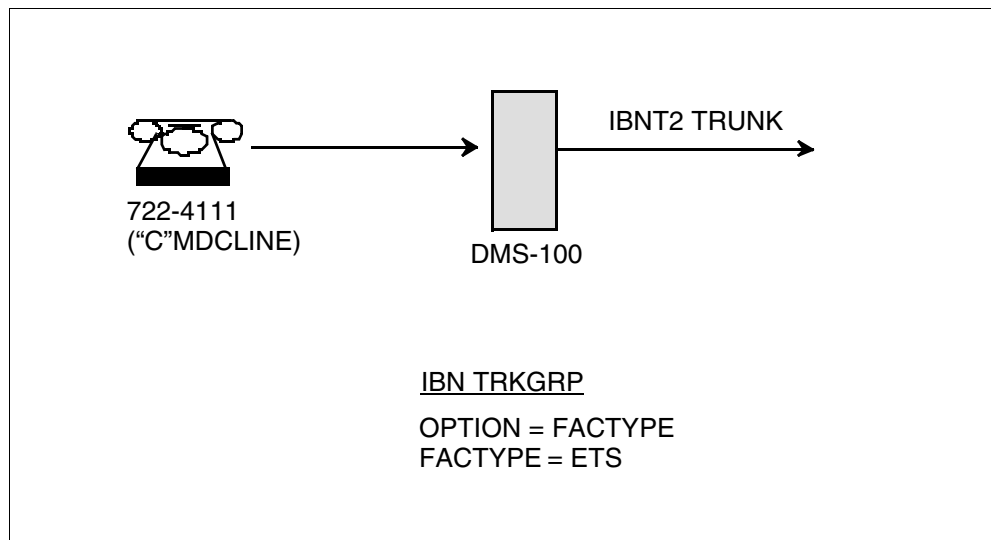 IBNT2 TRUNK
722-4111
(“C”MDCLINE)
DMS-100
IBN TRKGRP
OPTION = FACTYPE
FACTYPE = ETS